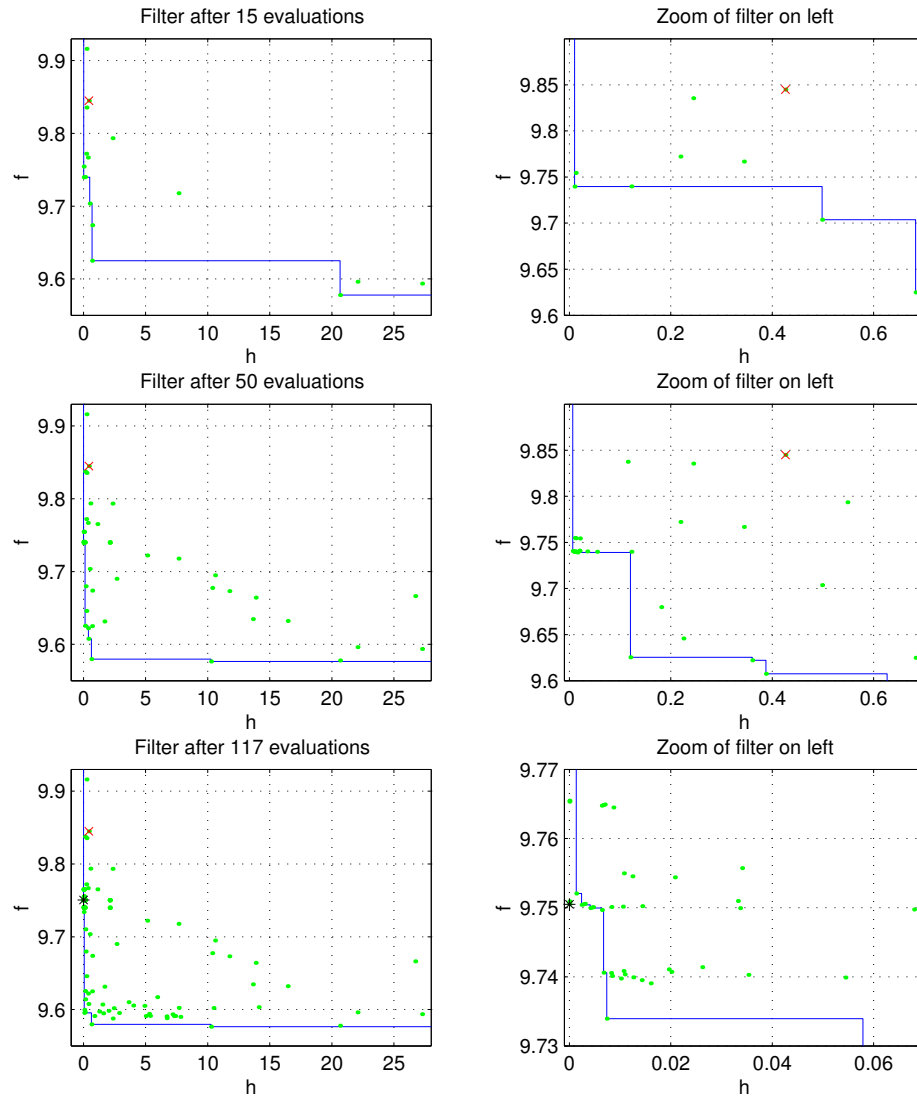 Filter after 15 evaluations
Zoom of filter on left
9.9
9.8
9.7
9.6
f
0 5 10 15 20 25
h
9.85
9.8
9.75
9.7
9.65
9.6
f
0 0.2 0.4 0.6
h
Filter after 50 evaluations
Zoom of filter on left
9.9
9.8
9.7
9.6
f
0 5 10 15 20 25
h
9.85
9.8
9.75
9.7
9.65
9.6
f
0 0.2 0.4 0.6
h
Filter after 117 evaluations
Zoom of filter on left
9.9
9.8
9.7
9.6
f
0 5 10 15 20 25
h
9.77
9.76
9.75
9.74
9.73
f
0 0.02 0.04 0.06
h